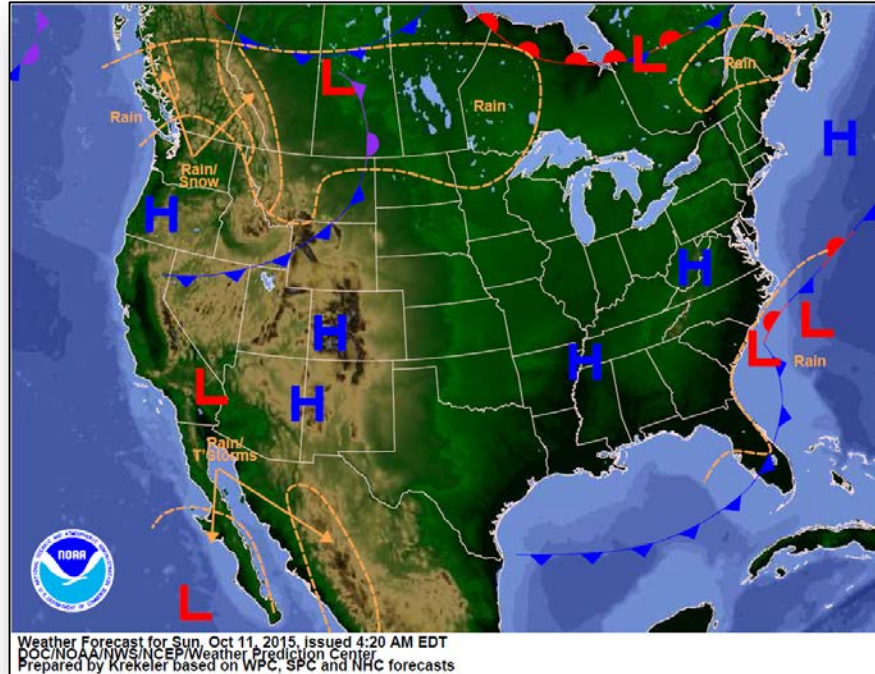 L
L
Rain
Rain
H
Rain
Rain/
Snow
H
H
H
L
L
Rain
H
H
L
Rain/
T'Storms
NOAA
L
Weather Forecast for Sun, Oct 11, 2015, issued 4:20 AM EDT
DOC/NOAA/NWS/NCEP/Weather Prediction Center
Prepared by Krekeler based on WPC, SPC and NHC forecasts